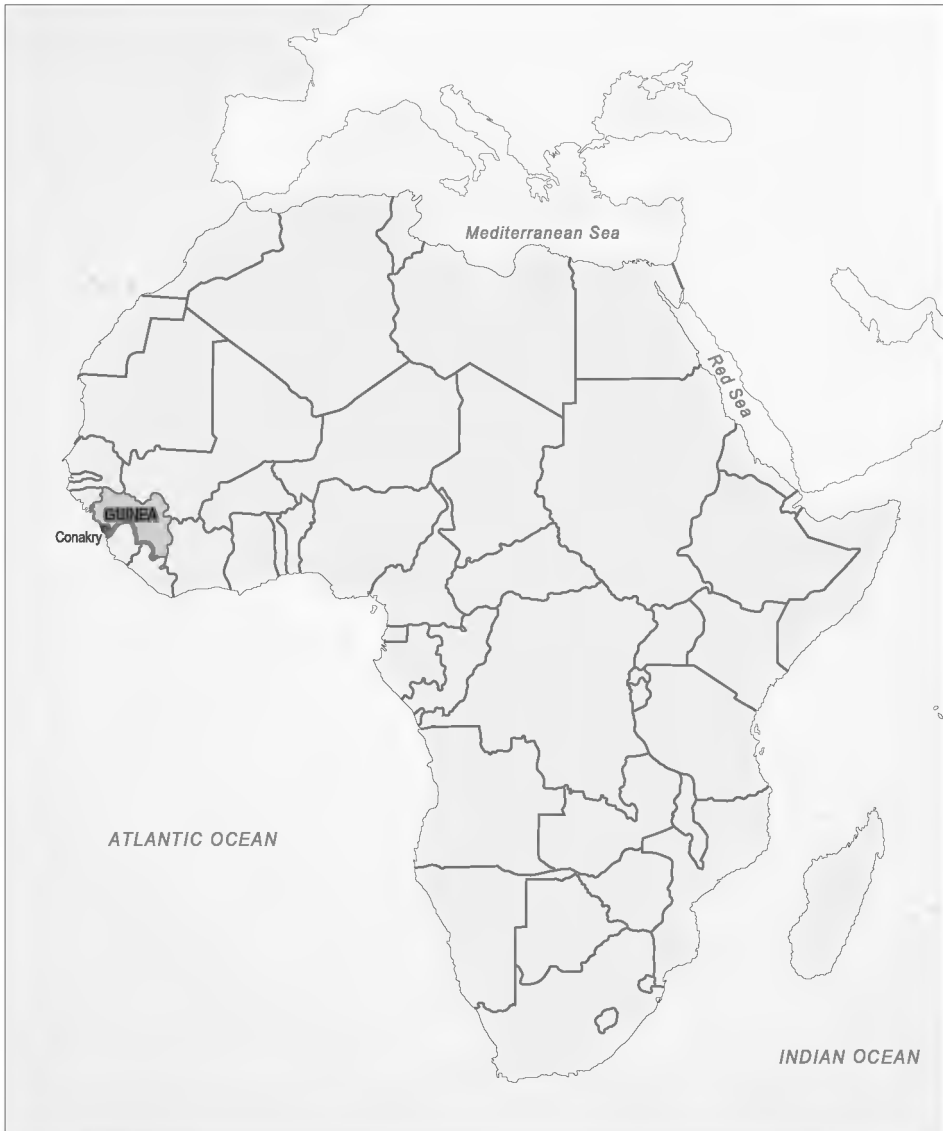 Mediterranean Sea
Red Sea
GUINEA
Conakry
ATLANTIC OCEAN
INDIAN OCEAN